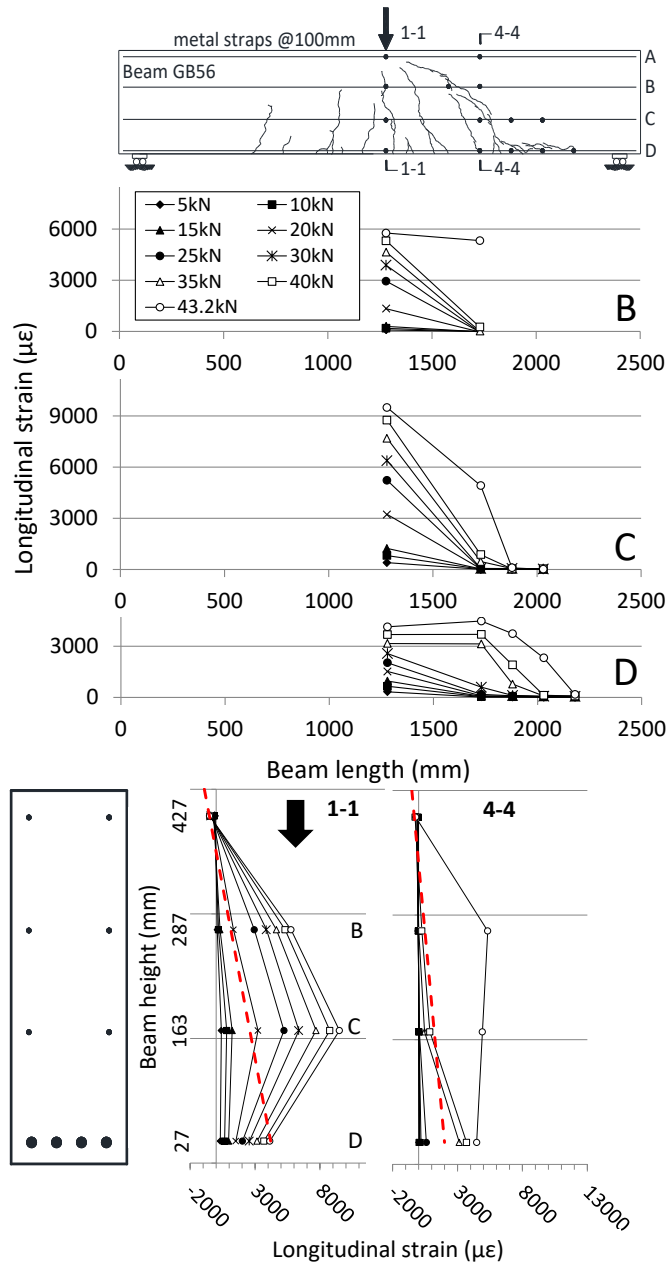 metal straps @100mm 1-1 4-4
A
Beam GB56
B
C
D
1-1 4-4
5kN 10kN
15kN 20kN
25kN 30kN
35kN 40kN
43.2kN
6000
3000
0
B
0 500 1000 1500 2000 2500
Longitudinal strain (µε)
9000
6000
3000
0
C
0 500 1000 1500 2000 2500
3000
0
D
0 500 1000 1500 2000 2500
Beam length (mm)
Beam height (mm)
427
287
163
27
1-1
B
C
D
-2000 3000 8000
4-4
-2000 3000 8000 13000
Longitudinal strain (µε)